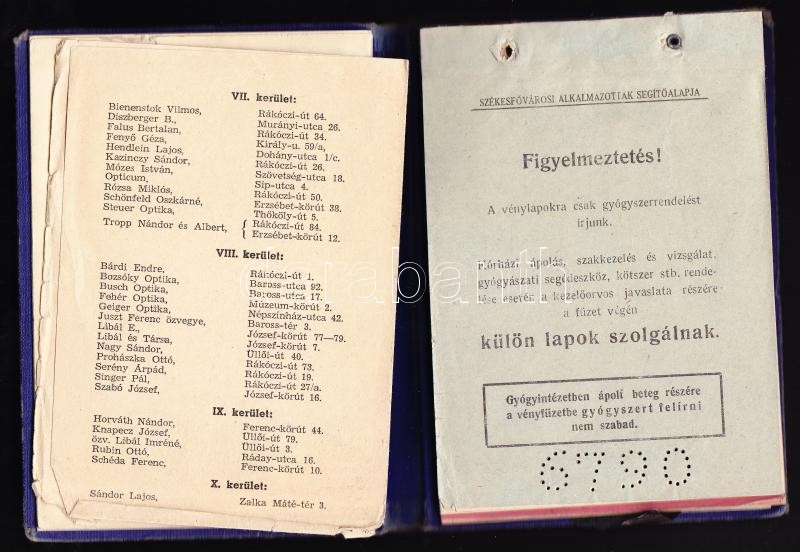 VII. kerület:
Bienenstok Vilmos, Rákóczi-út 64.
Diszberger B., Murányi-utca 26.
Falus Bertalan, Rákóczi-út 34.
Fenyő Géza, Király-u. 59/a,
Hendlein Lajos, Dohány-utca 1/c.
Kazinczy Sándor, Rákóczi-út 26.
Mózes István, Szövetség-utca 18.
Opticum, Síp-utca 4.
Rózsa Miklós, Rákóczi-út 50.
Schönfeld Oszkárné, Erzsébet-körút 38.
Steuer Optika, Thököly-út 5.
Tropp Nándor és Albert, { Rákóczi-út 84.
{ Erzsébet-körút 12.
VIII. kerület:
Bárdi Endre, Rákóczi-út 1.
Bozsóky Optika, Baross-utca 92.
Busch Optika, Baross-utca 17.
Fehér Optika, Múzeum-körút 2.
Geiger Optika, Népszínház-utca 42.
Juszt Ferenc özvegye, Baross-tér 3.
Libál E., József-körút 77—79.
Libál és Társa, József-körút 7.
Nagy Sándor, Üllői-út 40.
Prohászka Ottó, Rákóczi-út 73.
Serény Árpád, Rákóczi-út 19.
Singer Pál, Rákóczi-út 27/a.
Szabó József, József-körút 16.
IX. kerület:
Horváth Nándor, Ferenc-körút 44.
Knapecz József, Üllői-út 79.
özv. Libál Imréné, Üllői-út 3.
Rubin Ottó, Ráday-utca 16.
Schéda Ferenc, Ferenc-körút 10.
X. kerület:
Sándor Lajos, Zalka Máté-tér 3.
SZÉKESFŐVÁROSI ALKALMAZOTTAK SEGÍTŐALAPJA
Figyelmeztetés!
A vénylapokra csak gyógyszerrendelést
írjunk.
Kórházi ápolás, szakkezelés és vizsgálat,
gyógyászati segédeszköz, kötszer stb. rende-
lése esetén a kezelőorvos javaslata részére
a füzet végén
külön lapok szolgálnak.
Gyógyintézetben ápolt beteg részére
a vényfüzetbe gyógyszert felírni
nem szabad.
6790